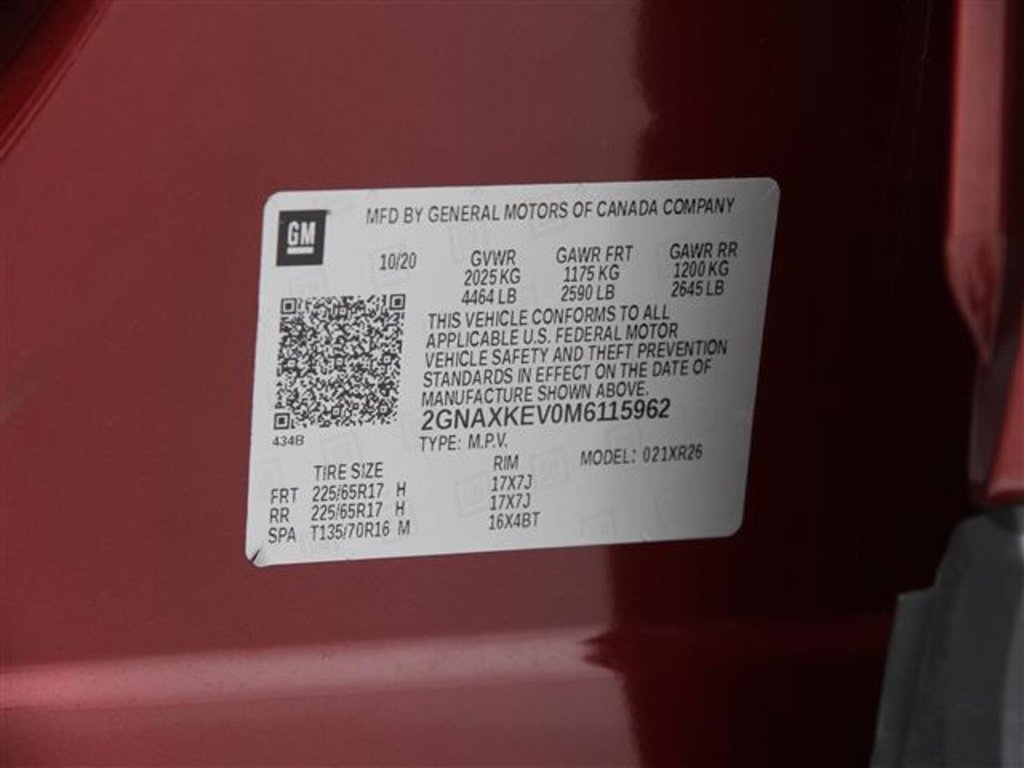 GM
MFD BY GENERAL MOTORS OF CANADA COMPANY
10/20 GVWR GAWR FRT GAWR RR
2025 KG 1175 KG 1200 KG
4464 LB 2590 LB 2645 LB
THIS VEHICLE CONFORMS TO ALL
APPLICABLE U.S. FEDERAL MOTOR
VEHICLE SAFETY AND THEFT PREVENTION
STANDARDS IN EFFECT ON THE DATE OF
MANUFACTURE SHOWN ABOVE.
2GNAXKEV0M6115962
434B
TYPE: M.P.V.
TIRE SIZE RIM MODEL: 021XR26
FRT 225/65R17 H 17X7J
RR 225/65R17 H 17X7J
SPA T135/70R16 M 16X4BT